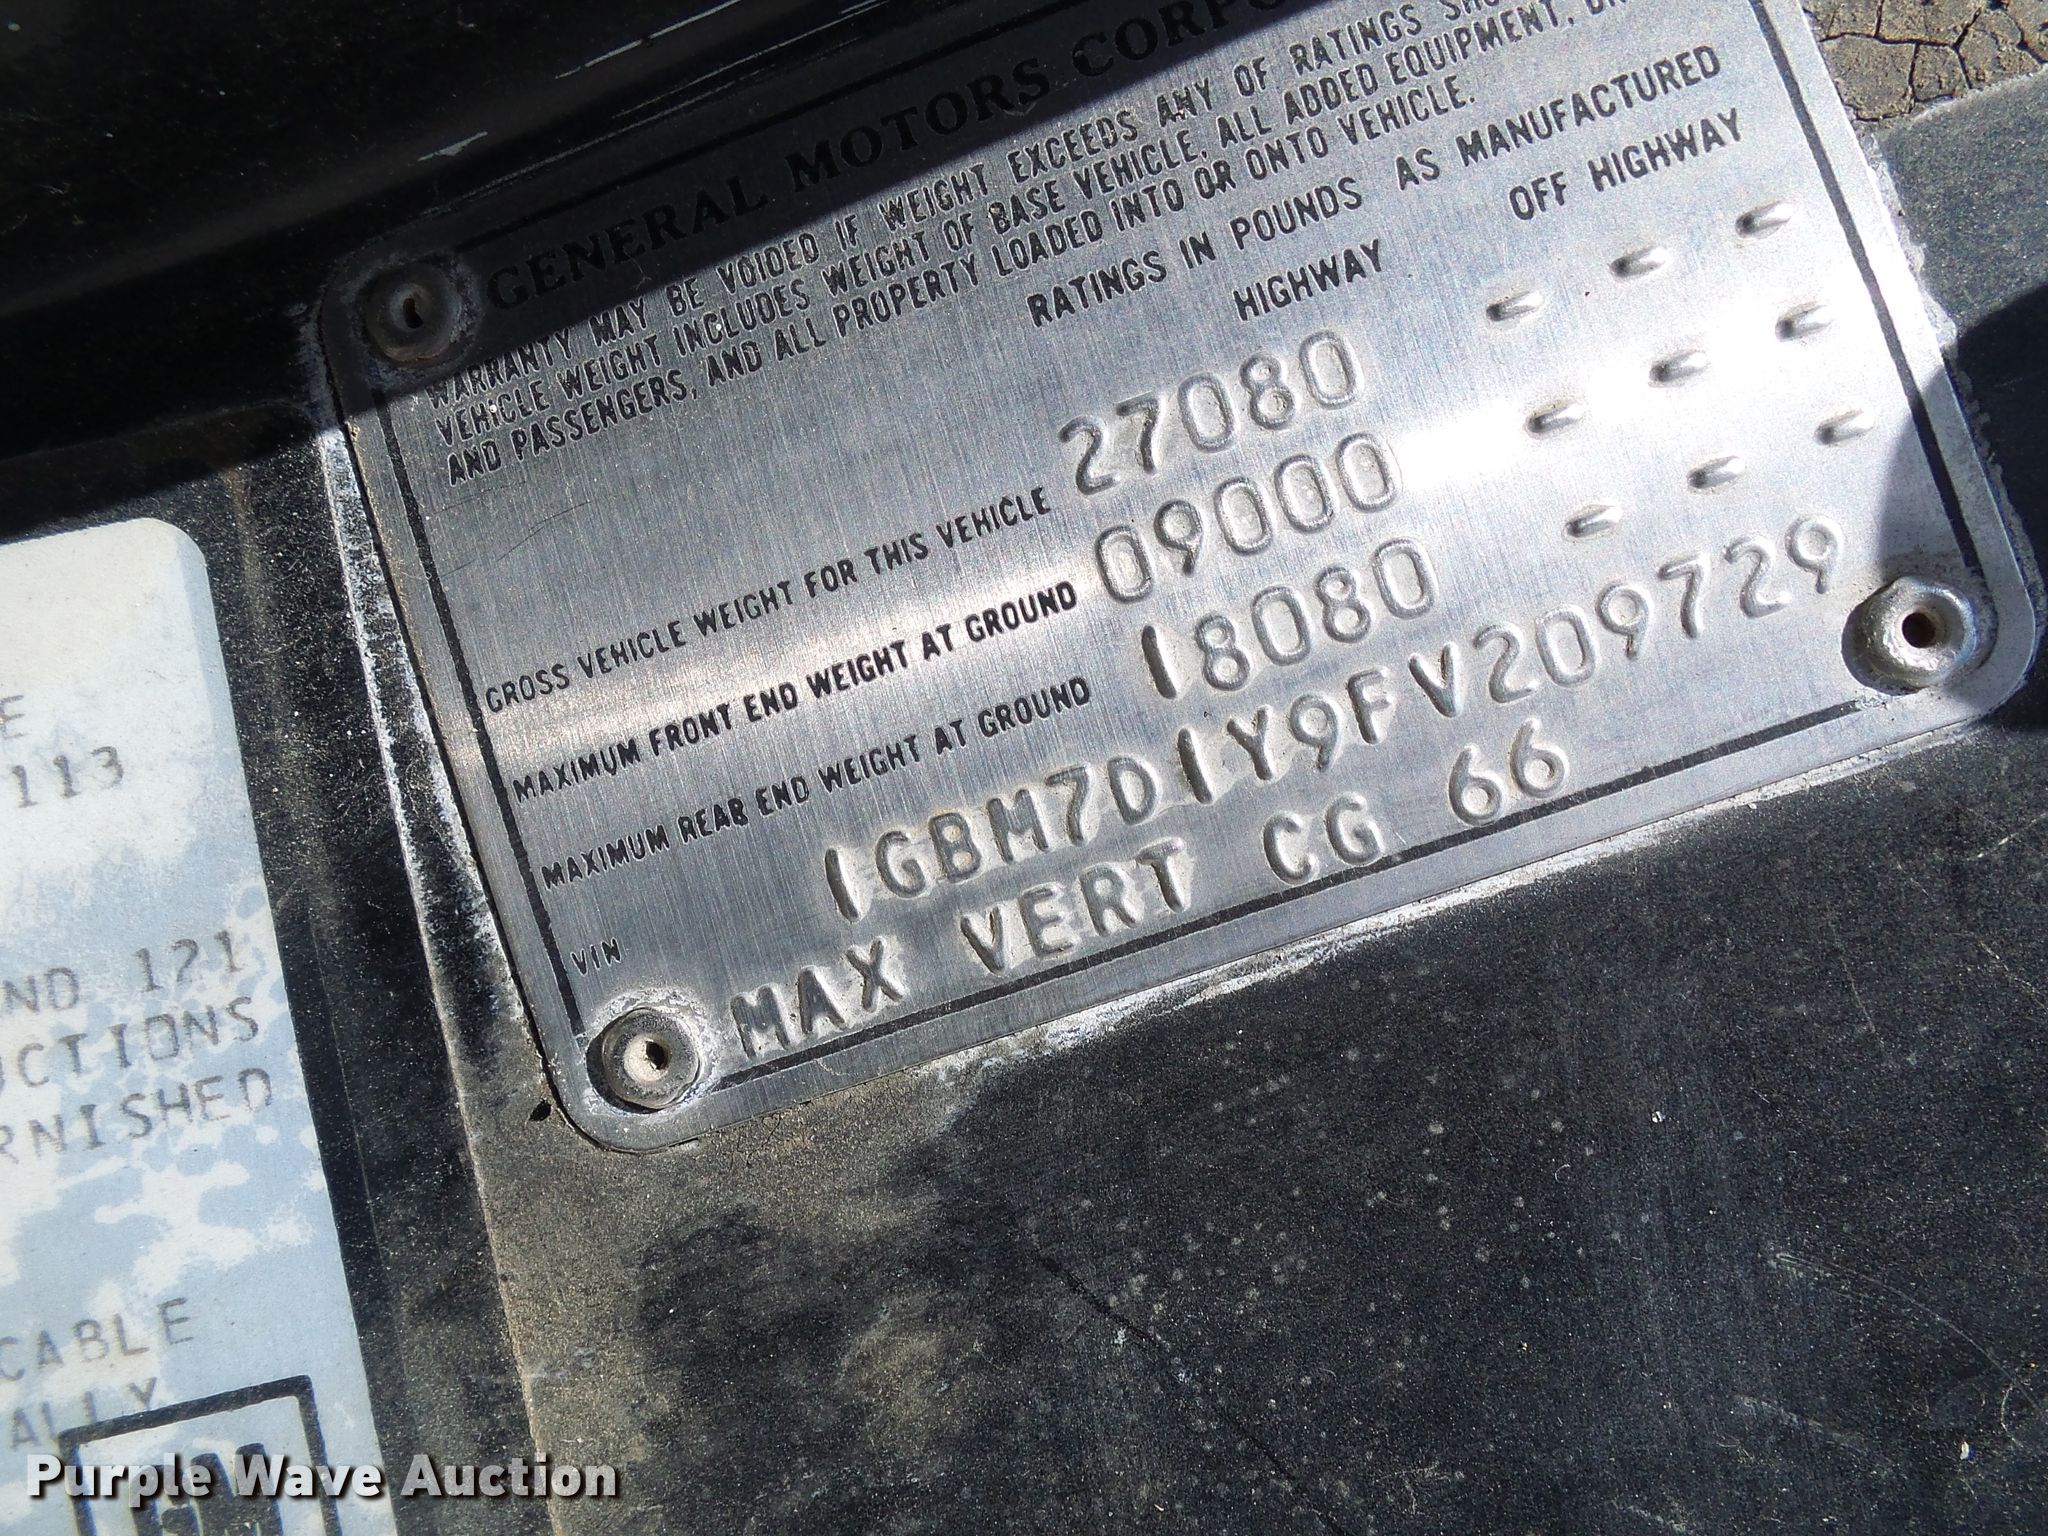 GENERAL MOTORS
WARRANTY MAY BE VOIDED IF WEIGHT EXCEEDS ANY OF RATINGS
VEHICLE WEIGHT INCLUDES WEIGHT OF BASE VEHICLE, ALL ADDED EQUIPMENT,
AND PASSENGERS, AND ALL PROPERTY LOADED INTO OR ONTO VEHICLE.
RATINGS IN POUNDS AS MANUFACTURED
HIGHWAY OFF HIGHWAY
GROSS VEHICLE WEIGHT FOR THIS VEHICLE 27080 - - -
MAXIMUM FRONT END WEIGHT AT GROUND 09000 - - -
MAXIMUM REAR END WEIGHT AT GROUND 18080 - - -
VIN 1GBM7D1Y9FV209729
MAX VERT CG 66
E
113
ND 121
UCTIONS
RNISHED
CABLE
ALLY
GM
Purple Wave Auction